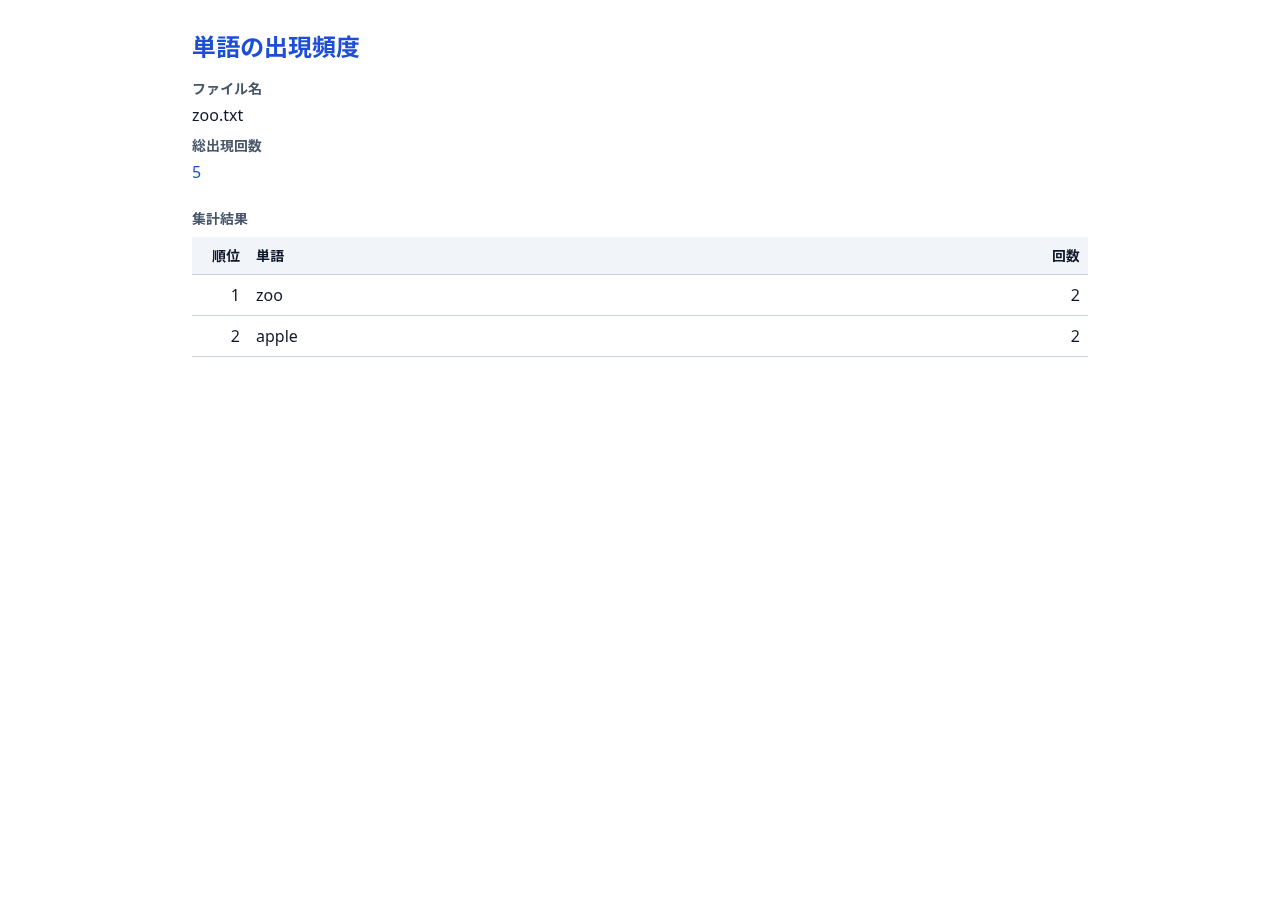 単語の出現頻度
ファイル名
zoo.txt
総出現回数
5
集計結果
順位 単語 回数
1 zoo 2
2 apple 2